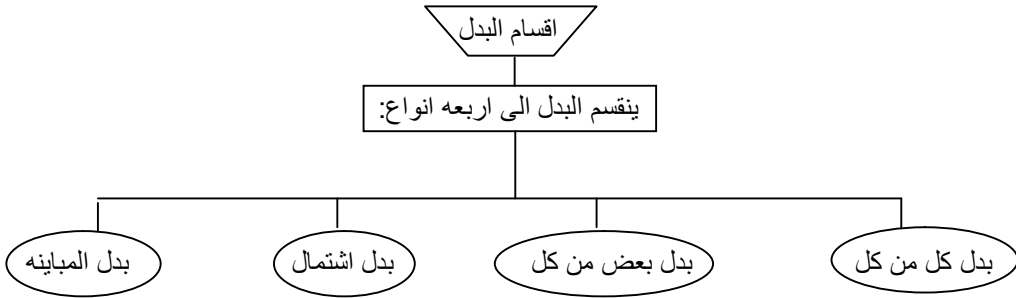 اقسام البدل
ينقسم البدل الى اربعه انواع:
بدل كل من كل
بدل بعض من كل
بدل اشتمال
بدل المباينه